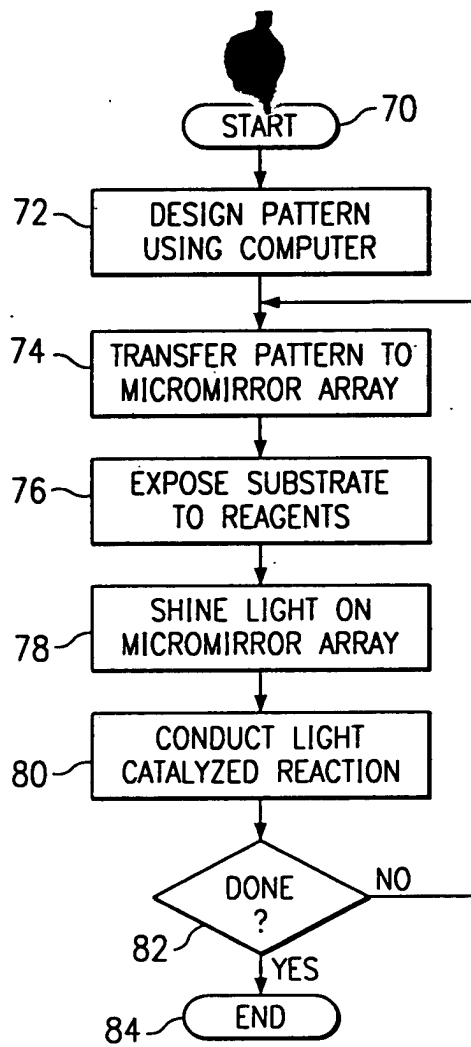 START
70
72
DESIGN PATTERN
USING COMPUTER
74
TRANSFER PATTERN TO
MICROMIRROR ARRAY
76
EXPOSE SUBSTRATE
TO REAGENTS
78
SHINE LIGHT ON
MICROMIRROR ARRAY
80
CONDUCT LIGHT
CATALYZED REACTION
DONE
?
NO
82
YES
84
END